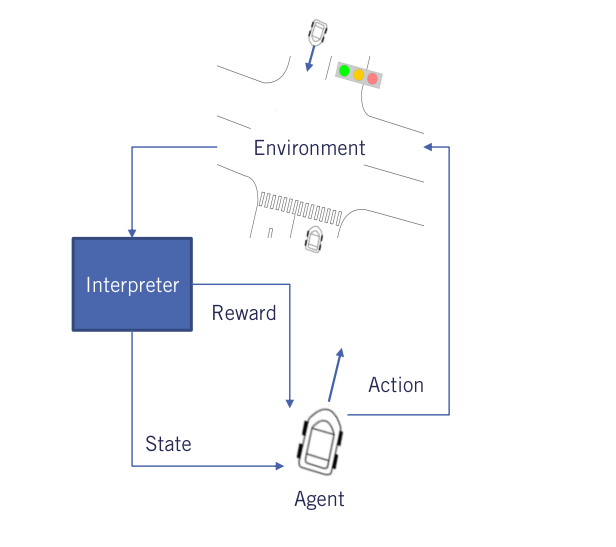 Environment
Interpreter
Reward
Action
State
Agent